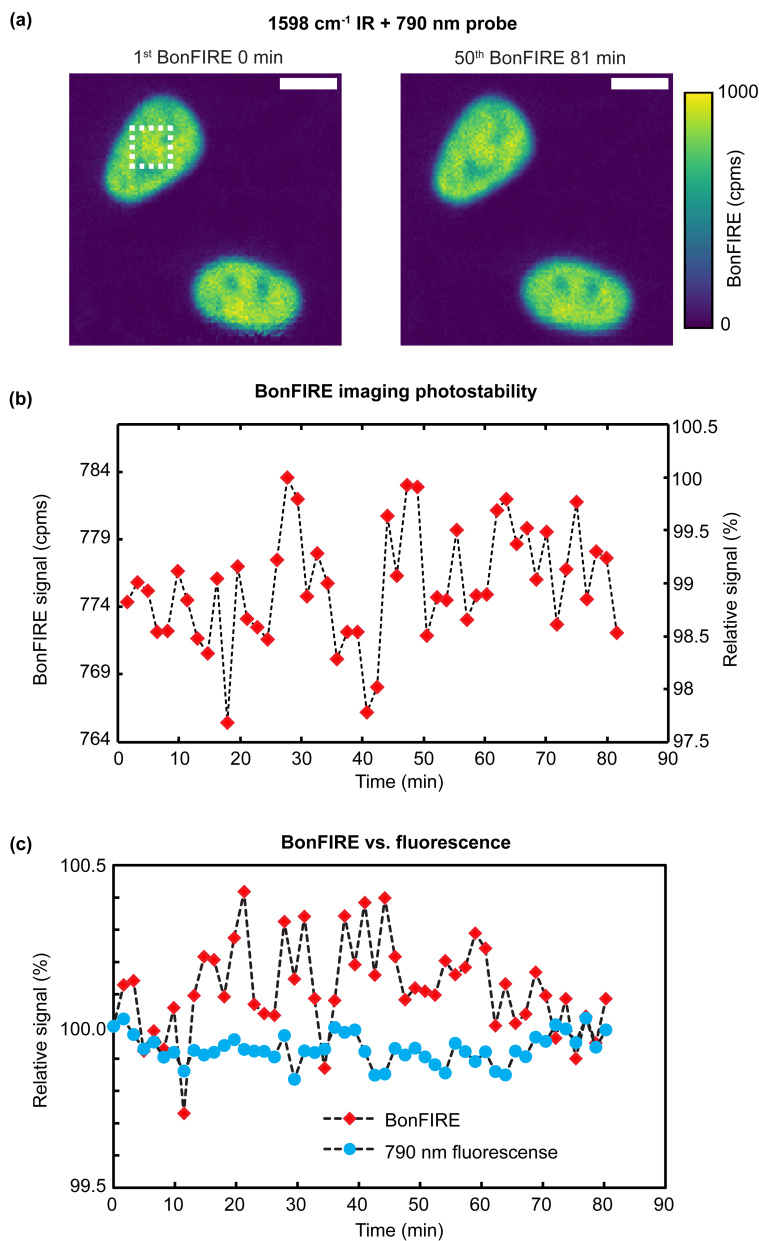 (a)
1598 cm⁻¹ IR + 790 nm probe
1ˢᵗ BonFIRE 0 min
50ᵗʰ BonFIRE 81 min
1000
BonFIRE (cpms)
0
(b)
BonFIRE imaging photostability
BonFIRE signal (cpms)
784
779
774
769
764
100.5
100
99.5
99
98.5
98
97.5
Relative signal (%)
0 10 20 30 40 50 60 70 80 90
Time (min)
(c)
BonFIRE vs. fluorescence
Relative signal (%)
100.5
100.0
99.5
BonFIRE
790 nm fluorescense
0 10 20 30 40 50 60 70 80 90
Time (min)